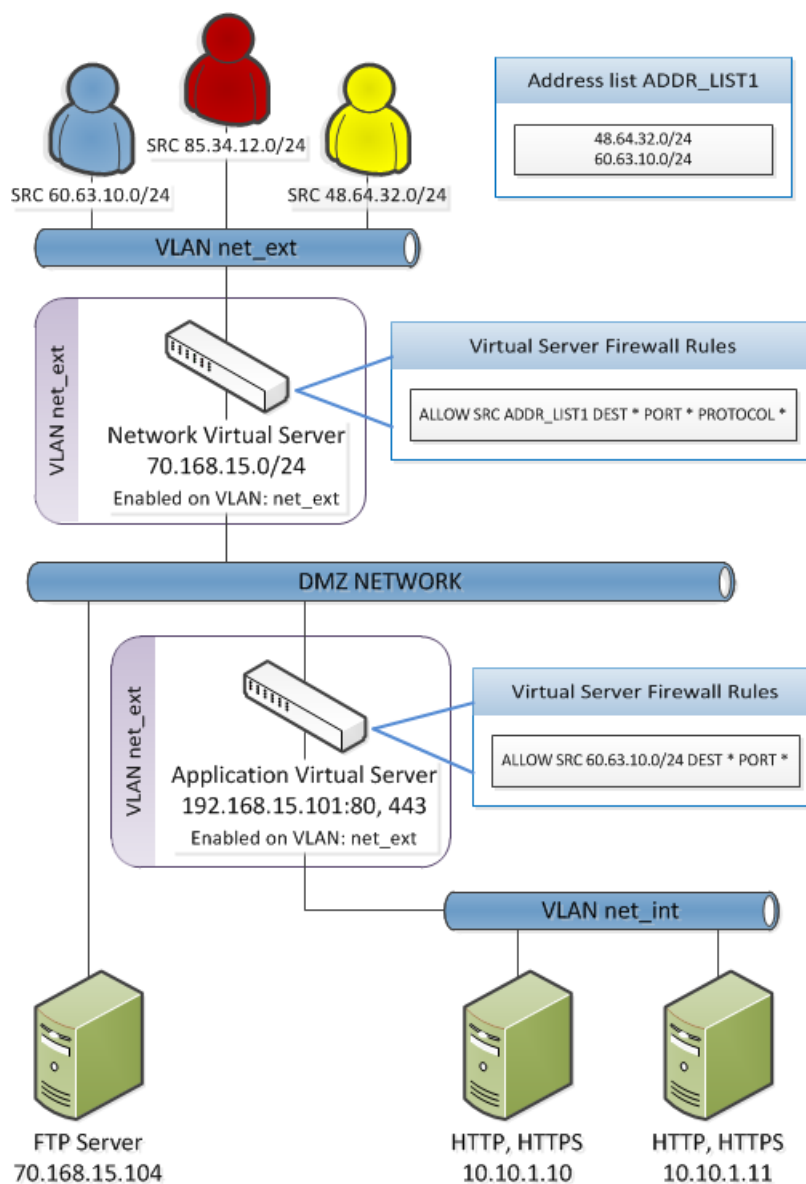 Address list ADDR_LIST1
48.64.32.0/24
60.63.10.0/24
SRC 85.34.12.0/24
SRC 60.63.10.0/24
SRC 48.64.32.0/24
VLAN net_ext
VLAN net_ext
Network Virtual Server
70.168.15.0/24
Enabled on VLAN: net_ext
Virtual Server Firewall Rules
ALLOW SRC ADDR_LIST1 DEST * PORT * PROTOCOL *
DMZ NETWORK
VLAN net_ext
Application Virtual Server
192.168.15.101:80, 443
Enabled on VLAN: net_ext
Virtual Server Firewall Rules
ALLOW SRC 60.63.10.0/24 DEST * PORT *
VLAN net_int
FTP Server
70.168.15.104
HTTP, HTTPS
10.10.1.10
HTTP, HTTPS
10.10.1.11